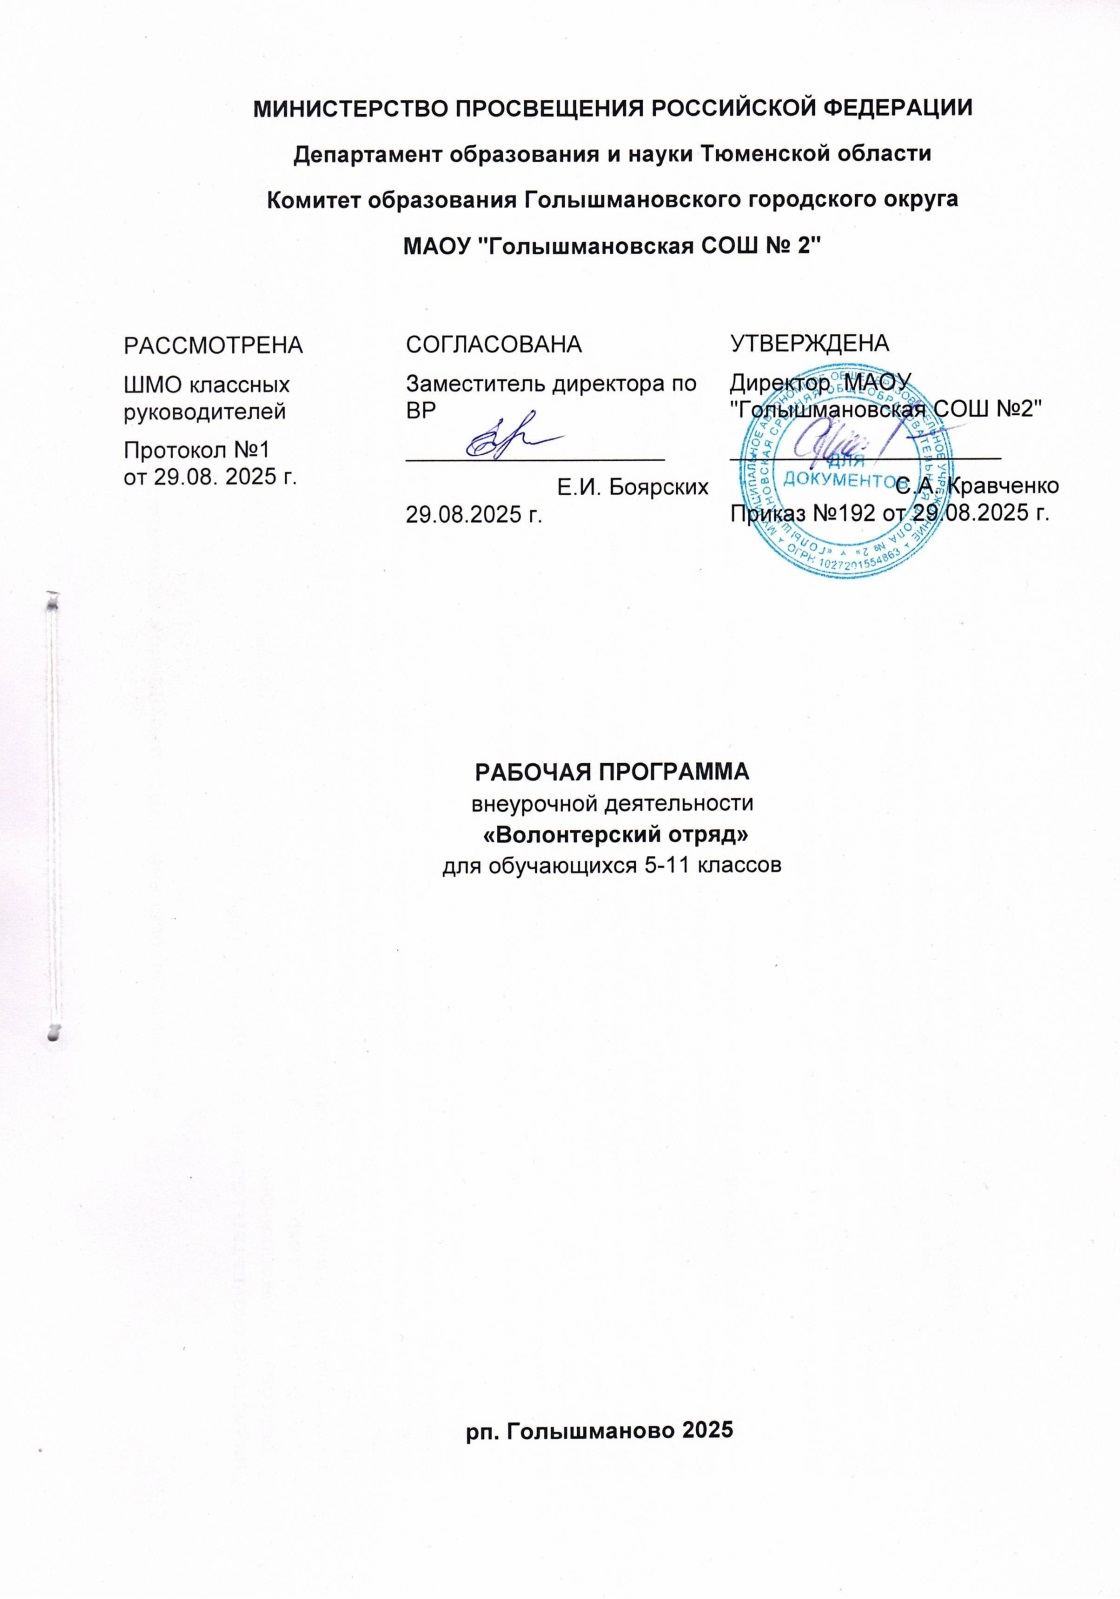 МИНИСТЕРСТВО ПРОСВЕЩЕНИЯ РОССИЙСКОЙ ФЕДЕРАЦИИ
Департамент образования и науки Тюменской области
Комитет образования Голышмановского городского округа
МАОУ "Голышмановская СОШ № 2"
РАССМОТРЕНА
ШМО классных
руководителей
Протокол №1
от 29.08. 2025 г.
СОГЛАСОВАНА
Заместитель директора по
ВР
Е.И. Боярских
29.08.2025 г.
УТВЕРЖДЕНА
Директор МАОУ
"Голышмановская СОШ №2"
С.А. Кравченко
Приказ №192 от 29.08.2025 г.
ДЛЯ
ДОКУМЕНТОВ
ОГРН 1027201554863
РАБОЧАЯ ПРОГРАММА
внеурочной деятельности
«Волонтерский отряд»
для обучающихся 5-11 классов
рп. Голышманово 2025